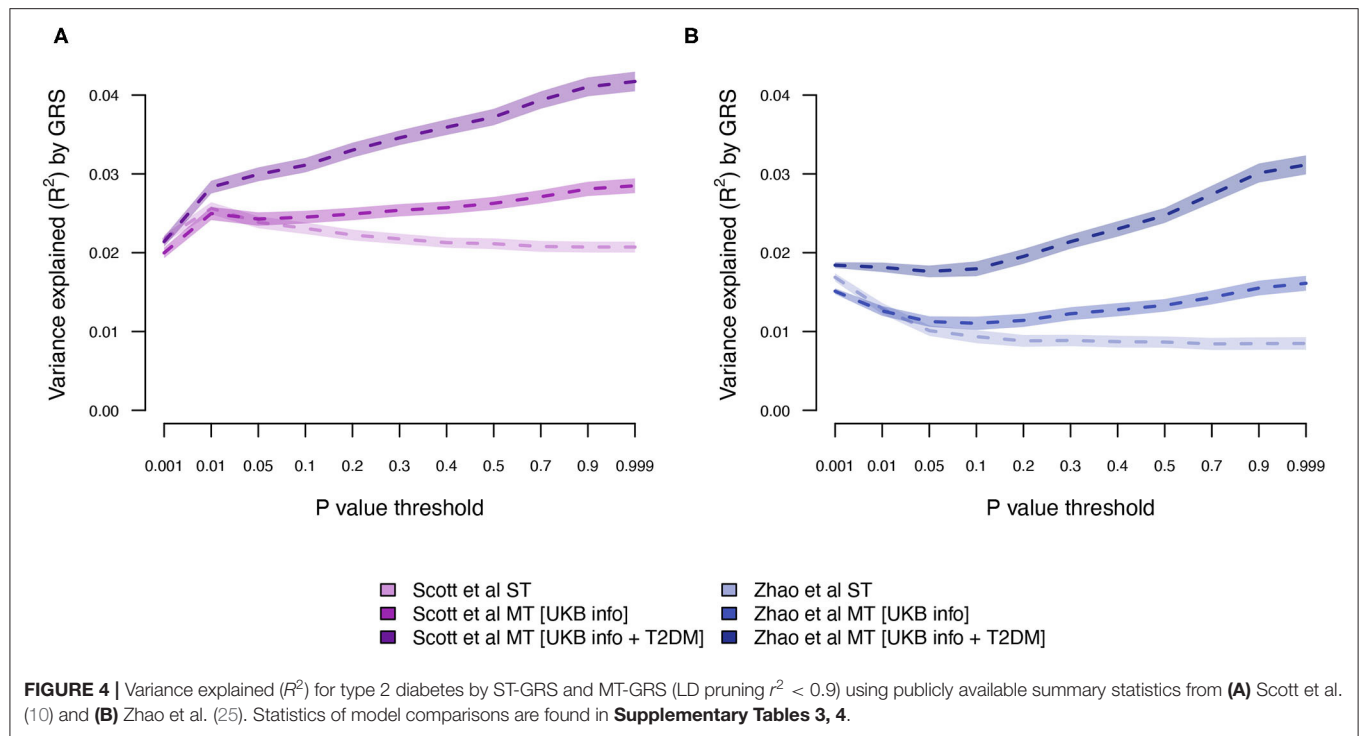 A
Variance explained (R²) by GRS
0.04
0.03
0.02
0.01
0.00
0.001 0.01 0.05 0.1 0.2 0.3 0.4 0.5 0.7 0.9 0.999
P value threshold
B
Variance explained (R²) by GRS
0.04
0.03
0.02
0.01
0.00
0.001 0.01 0.05 0.1 0.2 0.3 0.4 0.5 0.7 0.9 0.999
P value threshold
Scott et al ST
Scott et al MT [UKB info]
Scott et al MT [UKB info + T2DM]
Zhao et al ST
Zhao et al MT [UKB info]
Zhao et al MT [UKB info + T2DM]
FIGURE 4 | Variance explained (R²) for type 2 diabetes by ST-GRS and MT-GRS (LD pruning r² < 0.9) using publicly available summary statistics from (A) Scott et al.
(10) and (B) Zhao et al. (25). Statistics of model comparisons are found in Supplementary Tables 3, 4.